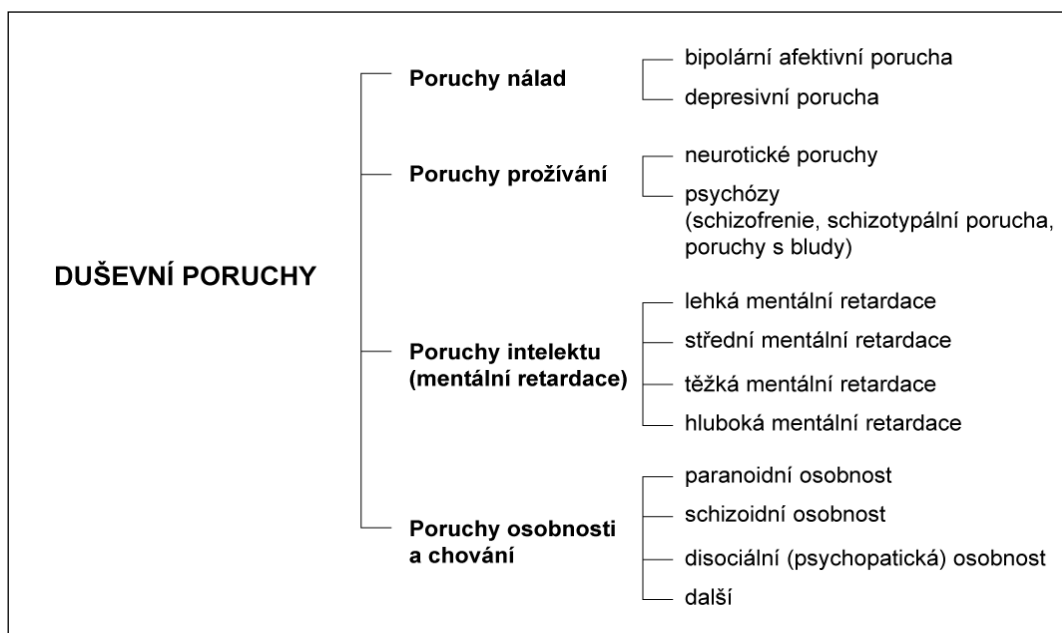 DUŠEVNÍ PORUCHY
Poruchy nálad
bipolární afektivní porucha
depresivní porucha
Poruchy prožívání
neurotické poruchy
psychózy
(schizofrenie, schizotypální porucha,
poruchy s bludy)
Poruchy intelektu
(mentální retardace)
lehká mentální retardace
střední mentální retardace
těžká mentální retardace
hluboká mentální retardace
Poruchy osobnosti
a chování
paranoidní osobnost
schizoidní osobnost
disociální (psychopatická) osobnost
další